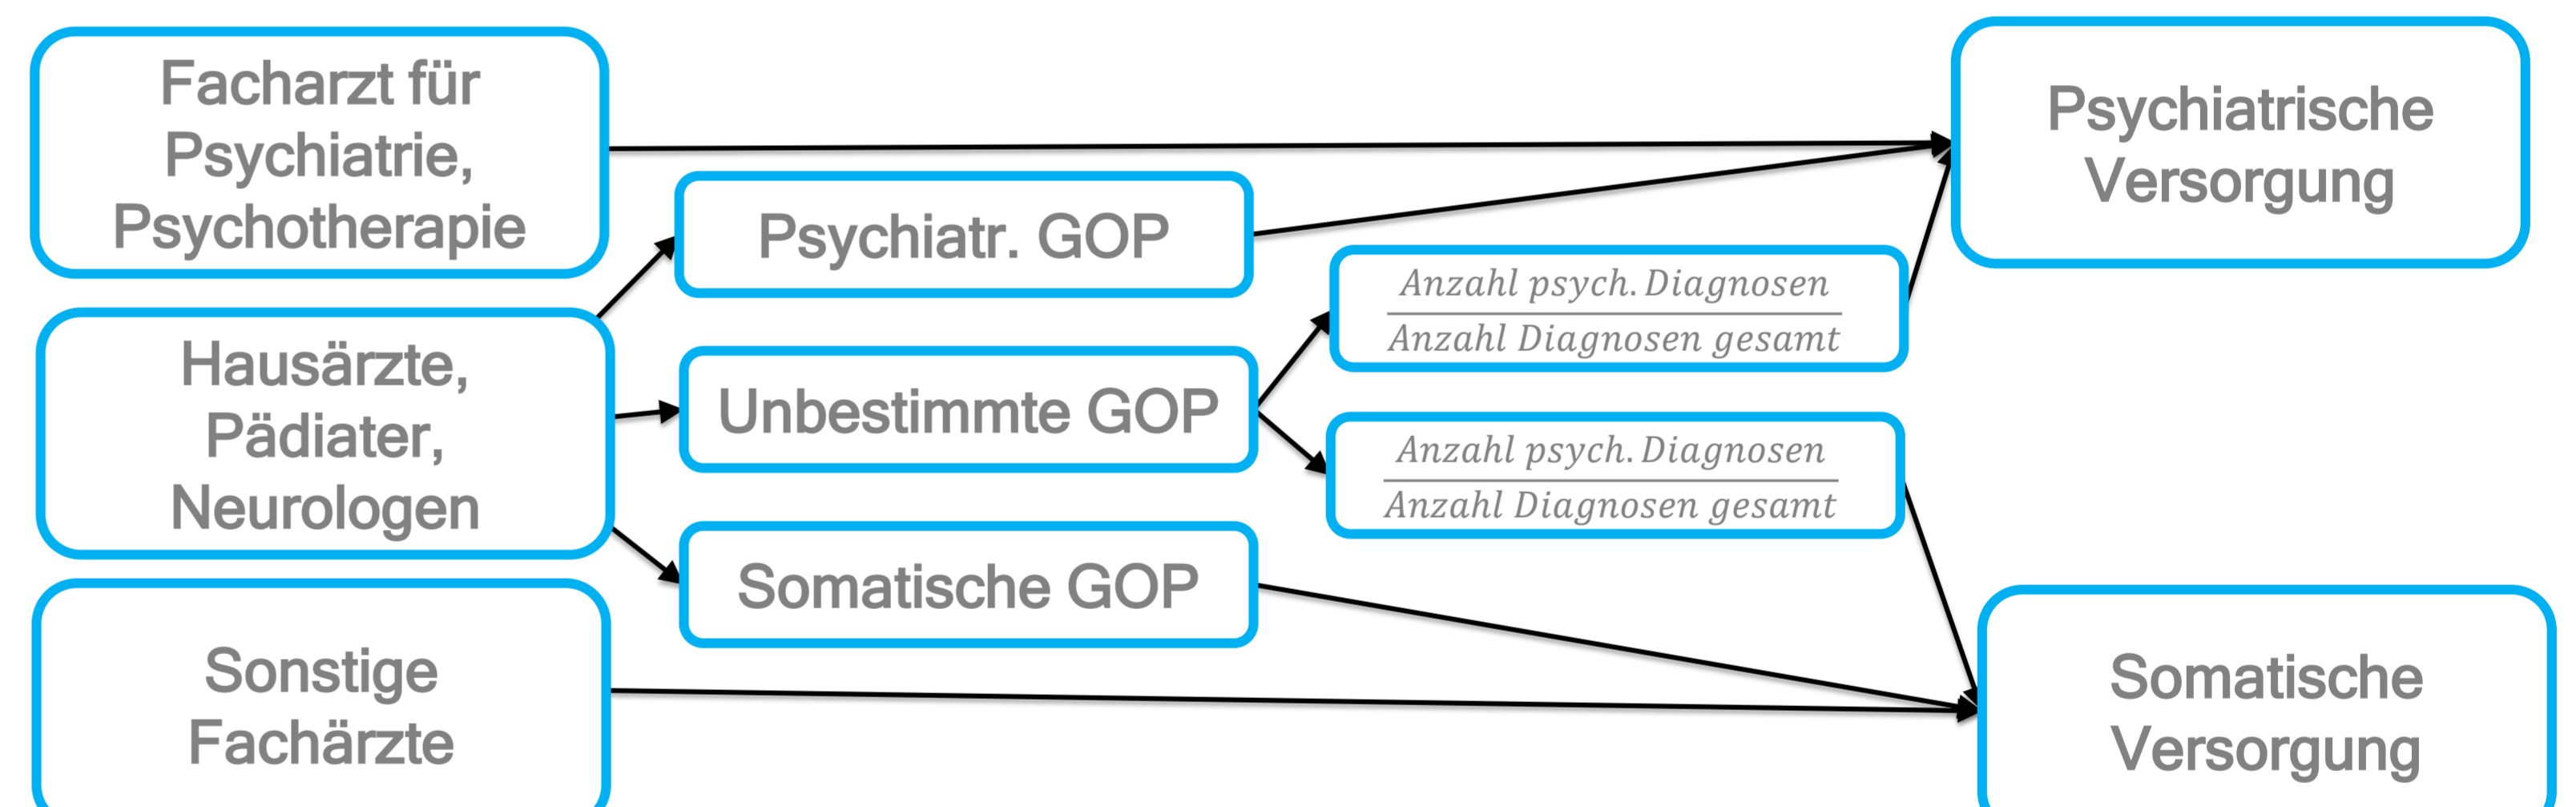 Facharzt für
Psychiatrie,
Psychotherapie
Hausärzte,
Pädiater,
Neurologen
Sonstige
Fachärzte
Psychiatr. GOP
Unbestimmte GOP
Somatische GOP
Anzahl psych. Diagnosen
Anzahl Diagnosen gesamt
Anzahl psych. Diagnosen
Anzahl Diagnosen gesamt
Psychiatrische
Versorgung
Somatische
Versorgung